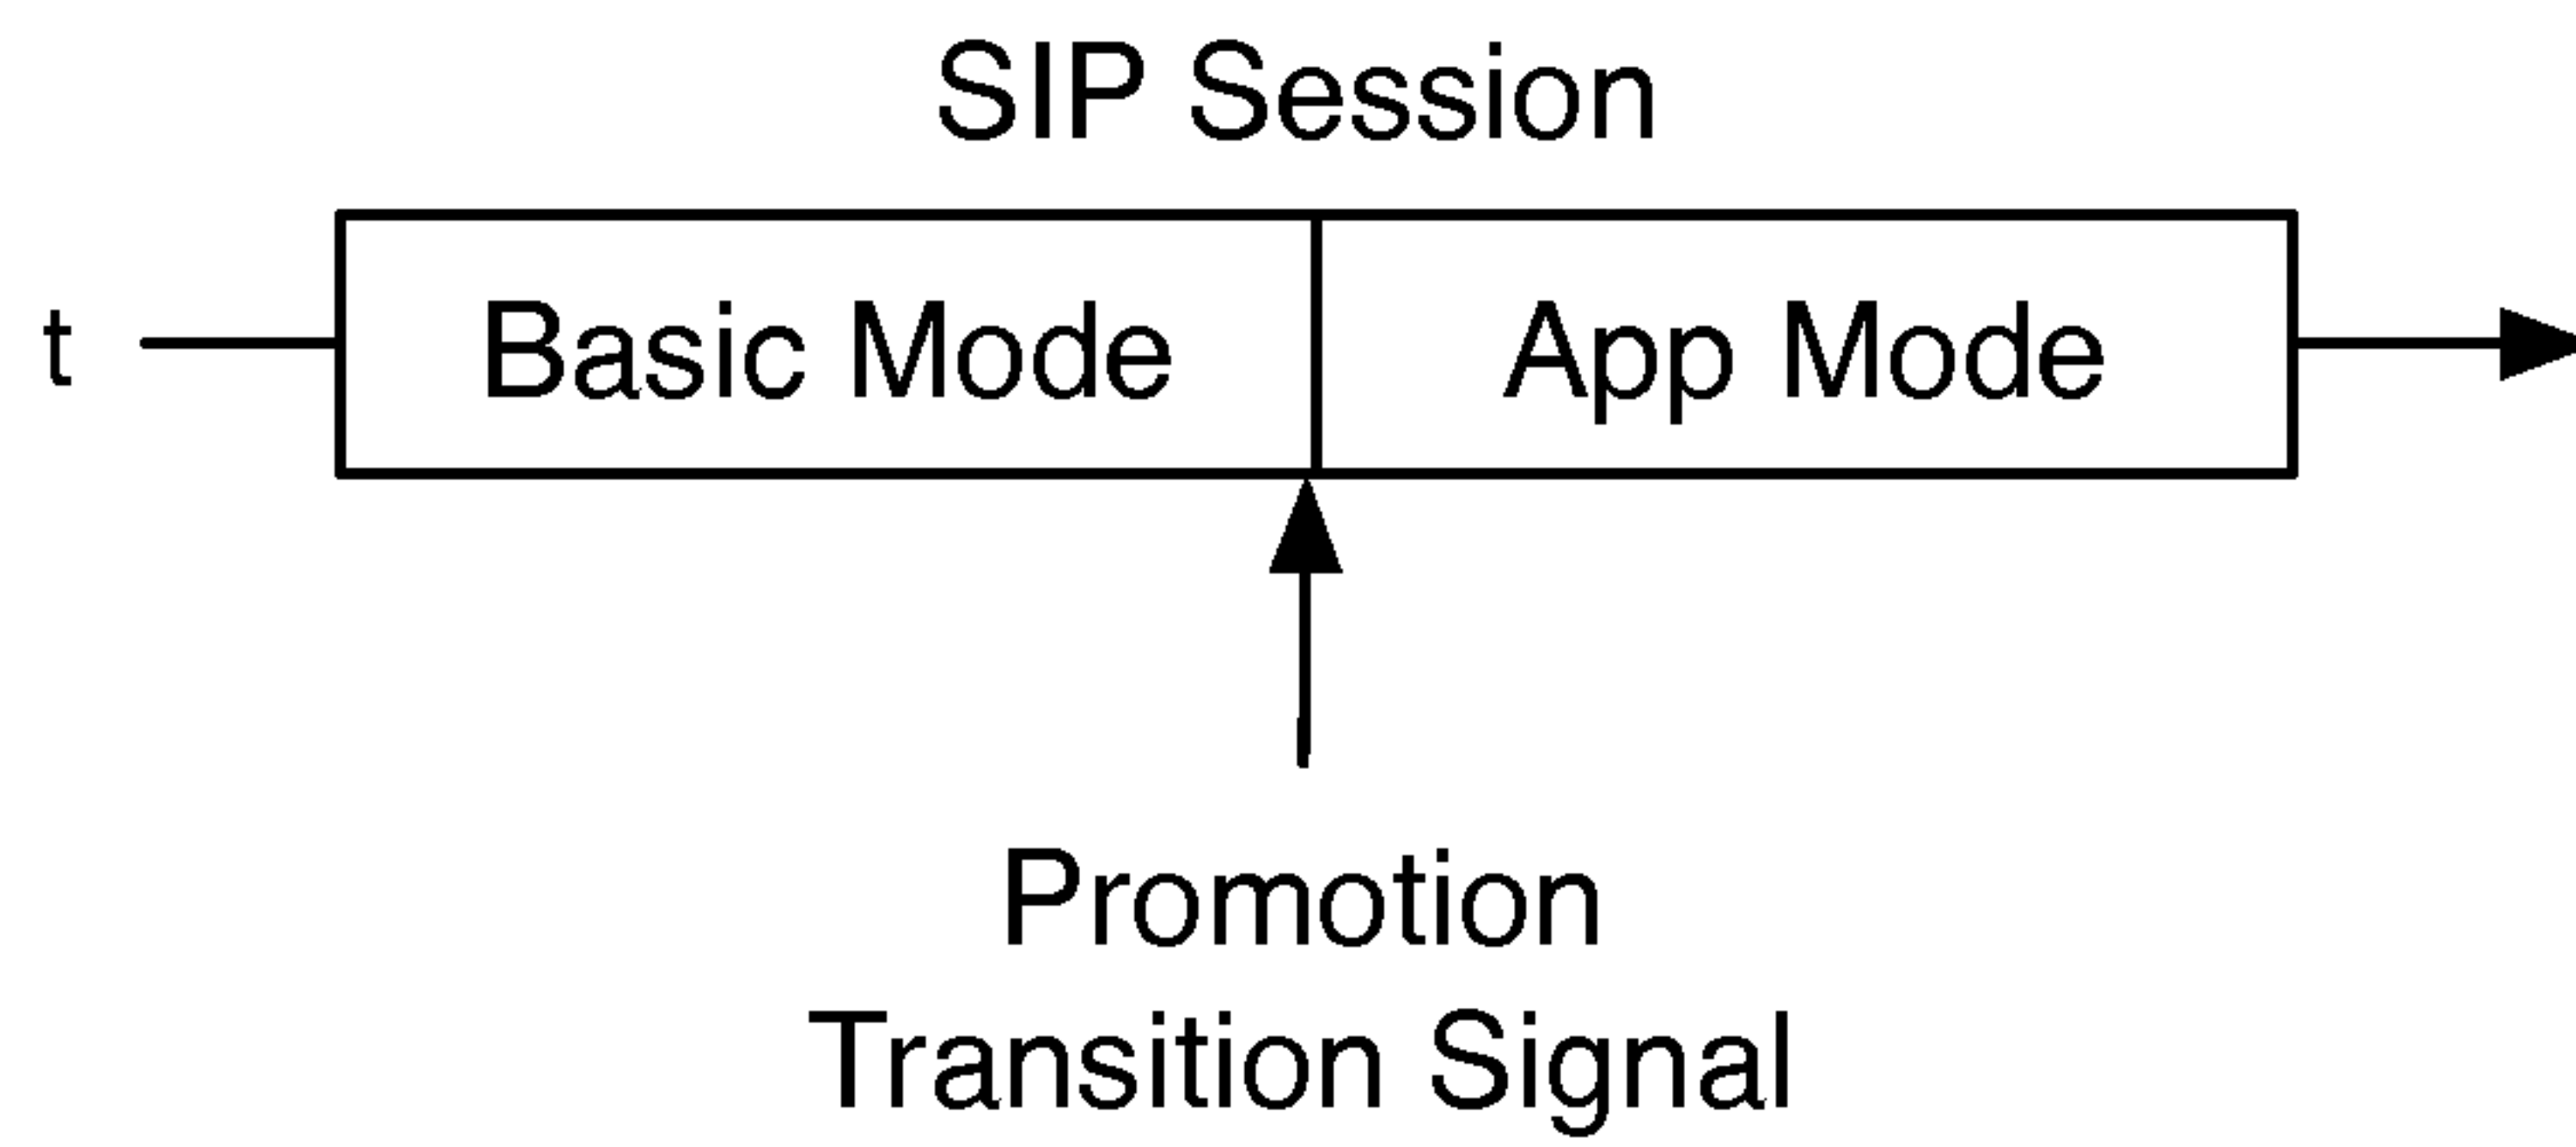 SIP Session
t
Basic Mode
App Mode
Promotion
Transition Signal